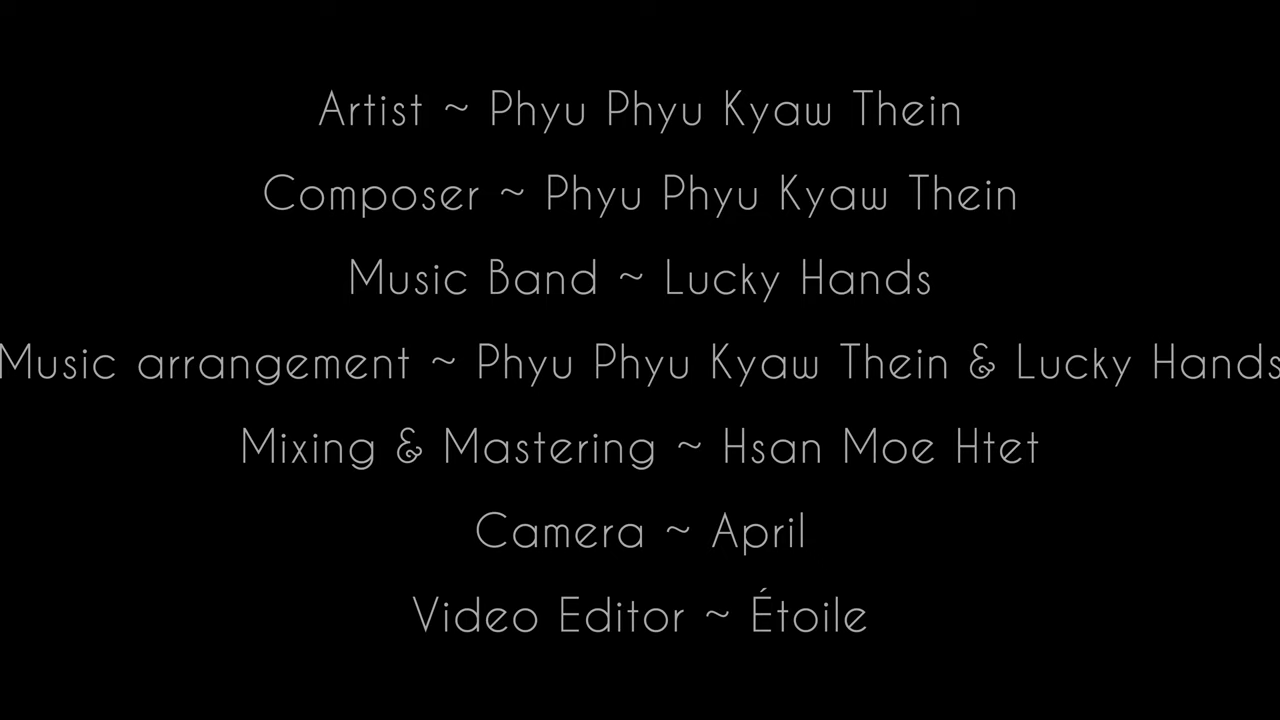 Artist ~ Phyu Phyu Kyaw Thein
Composer ~ Phyu Phyu Kyaw Thein
Music Band ~ Lucky Hands
Music arrangement ~ Phyu Phyu Kyaw Thein & Lucky Hands
Mixing & Mastering ~ Hsan Moe Htet
Camera ~ April
Video Editor ~ Étoile